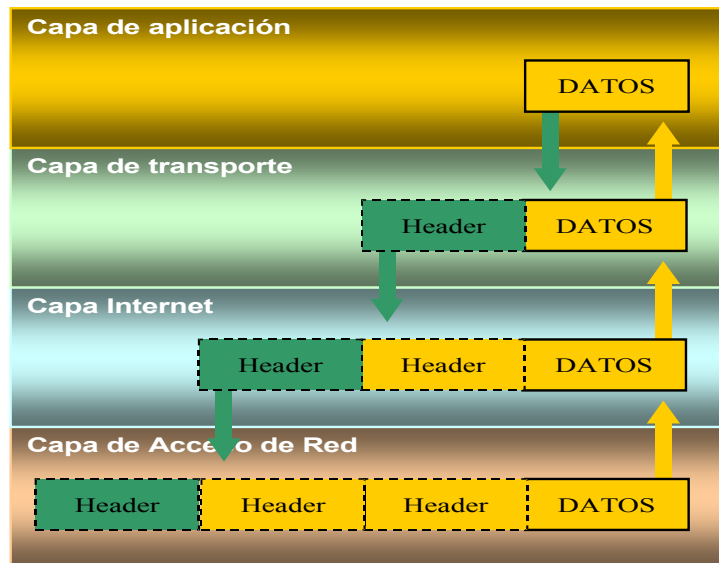 Capa de aplicación
DATOS
Capa de transporte
Header DATOS
Capa Internet
Header Header DATOS
Capa de Acceso de Red
Header Header Header DATOS